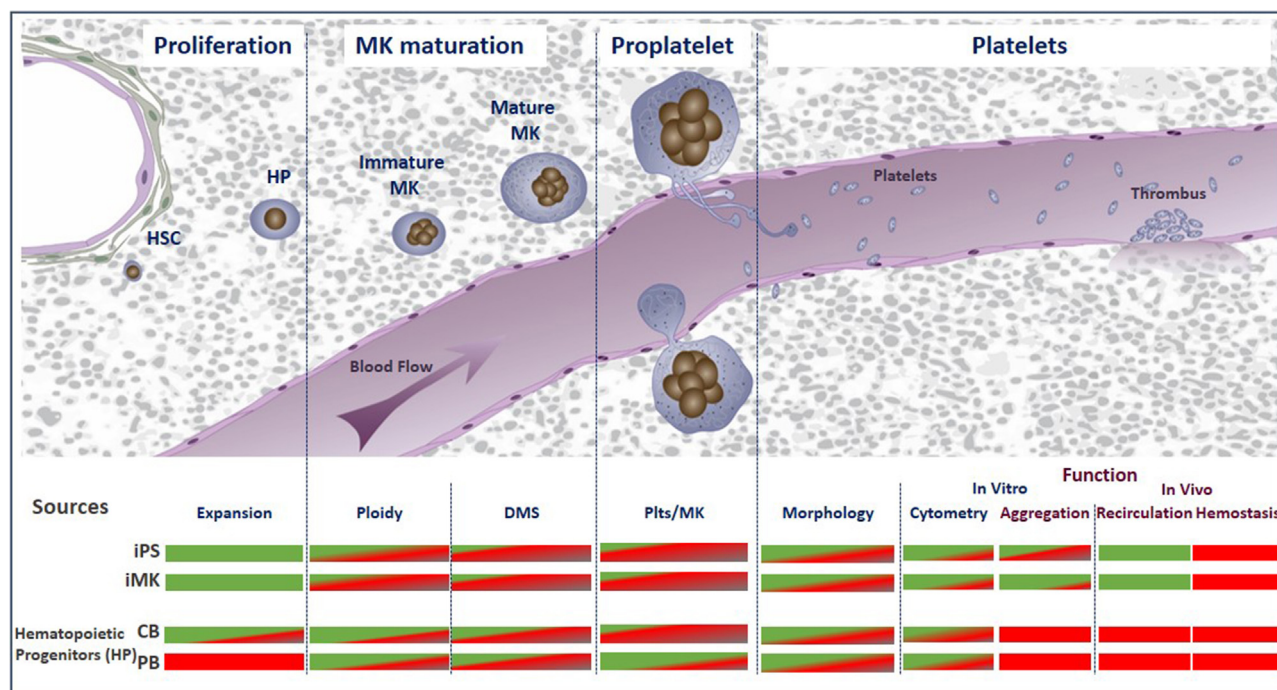 Proliferation
MK maturation
Proplatelet
Platelets
Mature
MK
Immature
MK
HP
HSC
Platelets
Thrombus
Blood Flow
Function
In Vitro
In Vivo
Sources
Expansion
Ploidy
DMS
Plts/MK
Morphology
Cytometry
Aggregation
Recirculation
Hemostasis
iPS
iMK
Hematopoietic
Progenitors (HP)
CB
PB